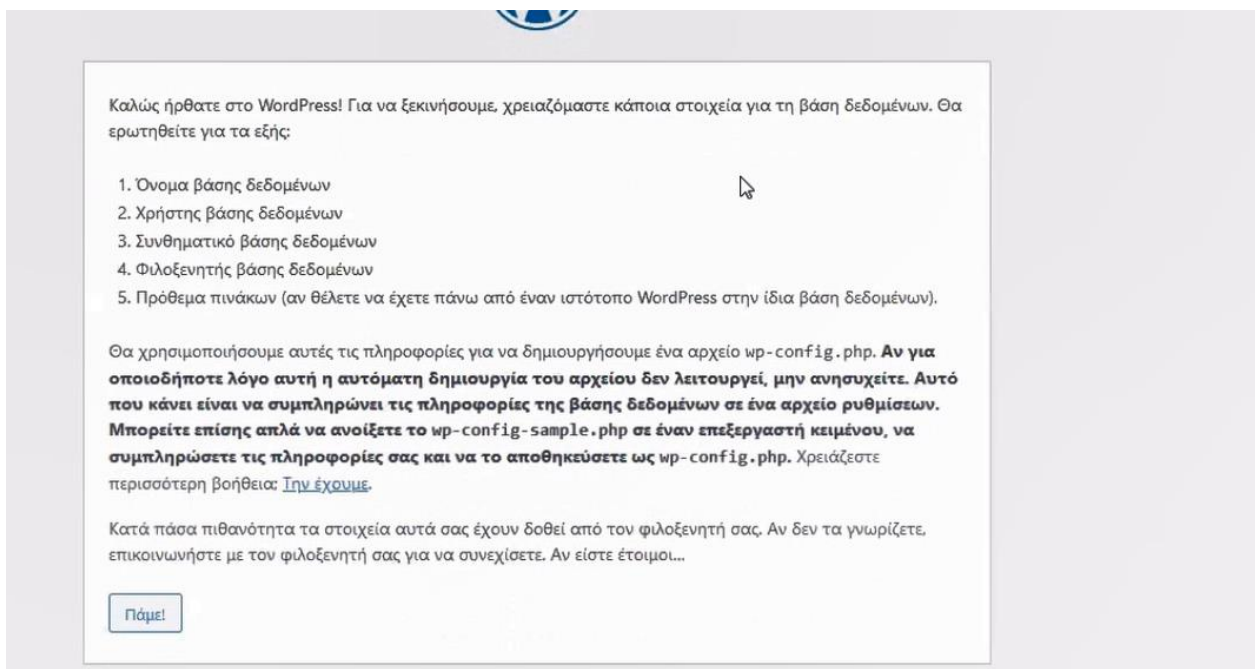 Καλώς ήρθατε στο WordPress! Για να ξεκινήσουμε, χρειαζόμαστε κάποια στοιχεία για τη βάση δεδομένων. Θα
ερωτηθείτε για τα εξής:
1. Όνομα βάσης δεδομένων
2. Χρήστης βάσης δεδομένων
3. Συνθηματικό βάσης δεδομένων
4. Φιλοξενητής βάσης δεδομένων
5. Πρόθεμα πινάκων (αν θέλετε να έχετε πάνω από έναν ιστότοπο WordPress στην ίδια βάση δεδομένων).
Θα χρησιμοποιήσουμε αυτές τις πληροφορίες για να δημιουργήσουμε ένα αρχείο wp-config.php. Αν για
οποιοδήποτε λόγο αυτή η αυτόματη δημιουργία του αρχείου δεν λειτουργεί, μην ανησυχείτε. Αυτό
που κάνει είναι να συμπληρώνει τις πληροφορίες της βάσης δεδομένων σε ένα αρχείο ρυθμίσεων.
Μπορείτε επίσης απλά να ανοίξετε το wp-config-sample.php σε έναν επεξεργαστή κειμένου, να
συμπληρώσετε τις πληροφορίες σας και να το αποθηκεύσετε ως wp-config.php. Χρειάζεστε
περισσότερη βοήθεια; Την έχουμε.
Κατά πάσα πιθανότητα τα στοιχεία αυτά σας έχουν δοθεί από τον φιλοξενητή σας. Αν δεν τα γνωρίζετε,
επικοινωνήστε με τον φιλοξενητή σας για να συνεχίσετε. Αν είστε έτοιμοι...
Πάμε!